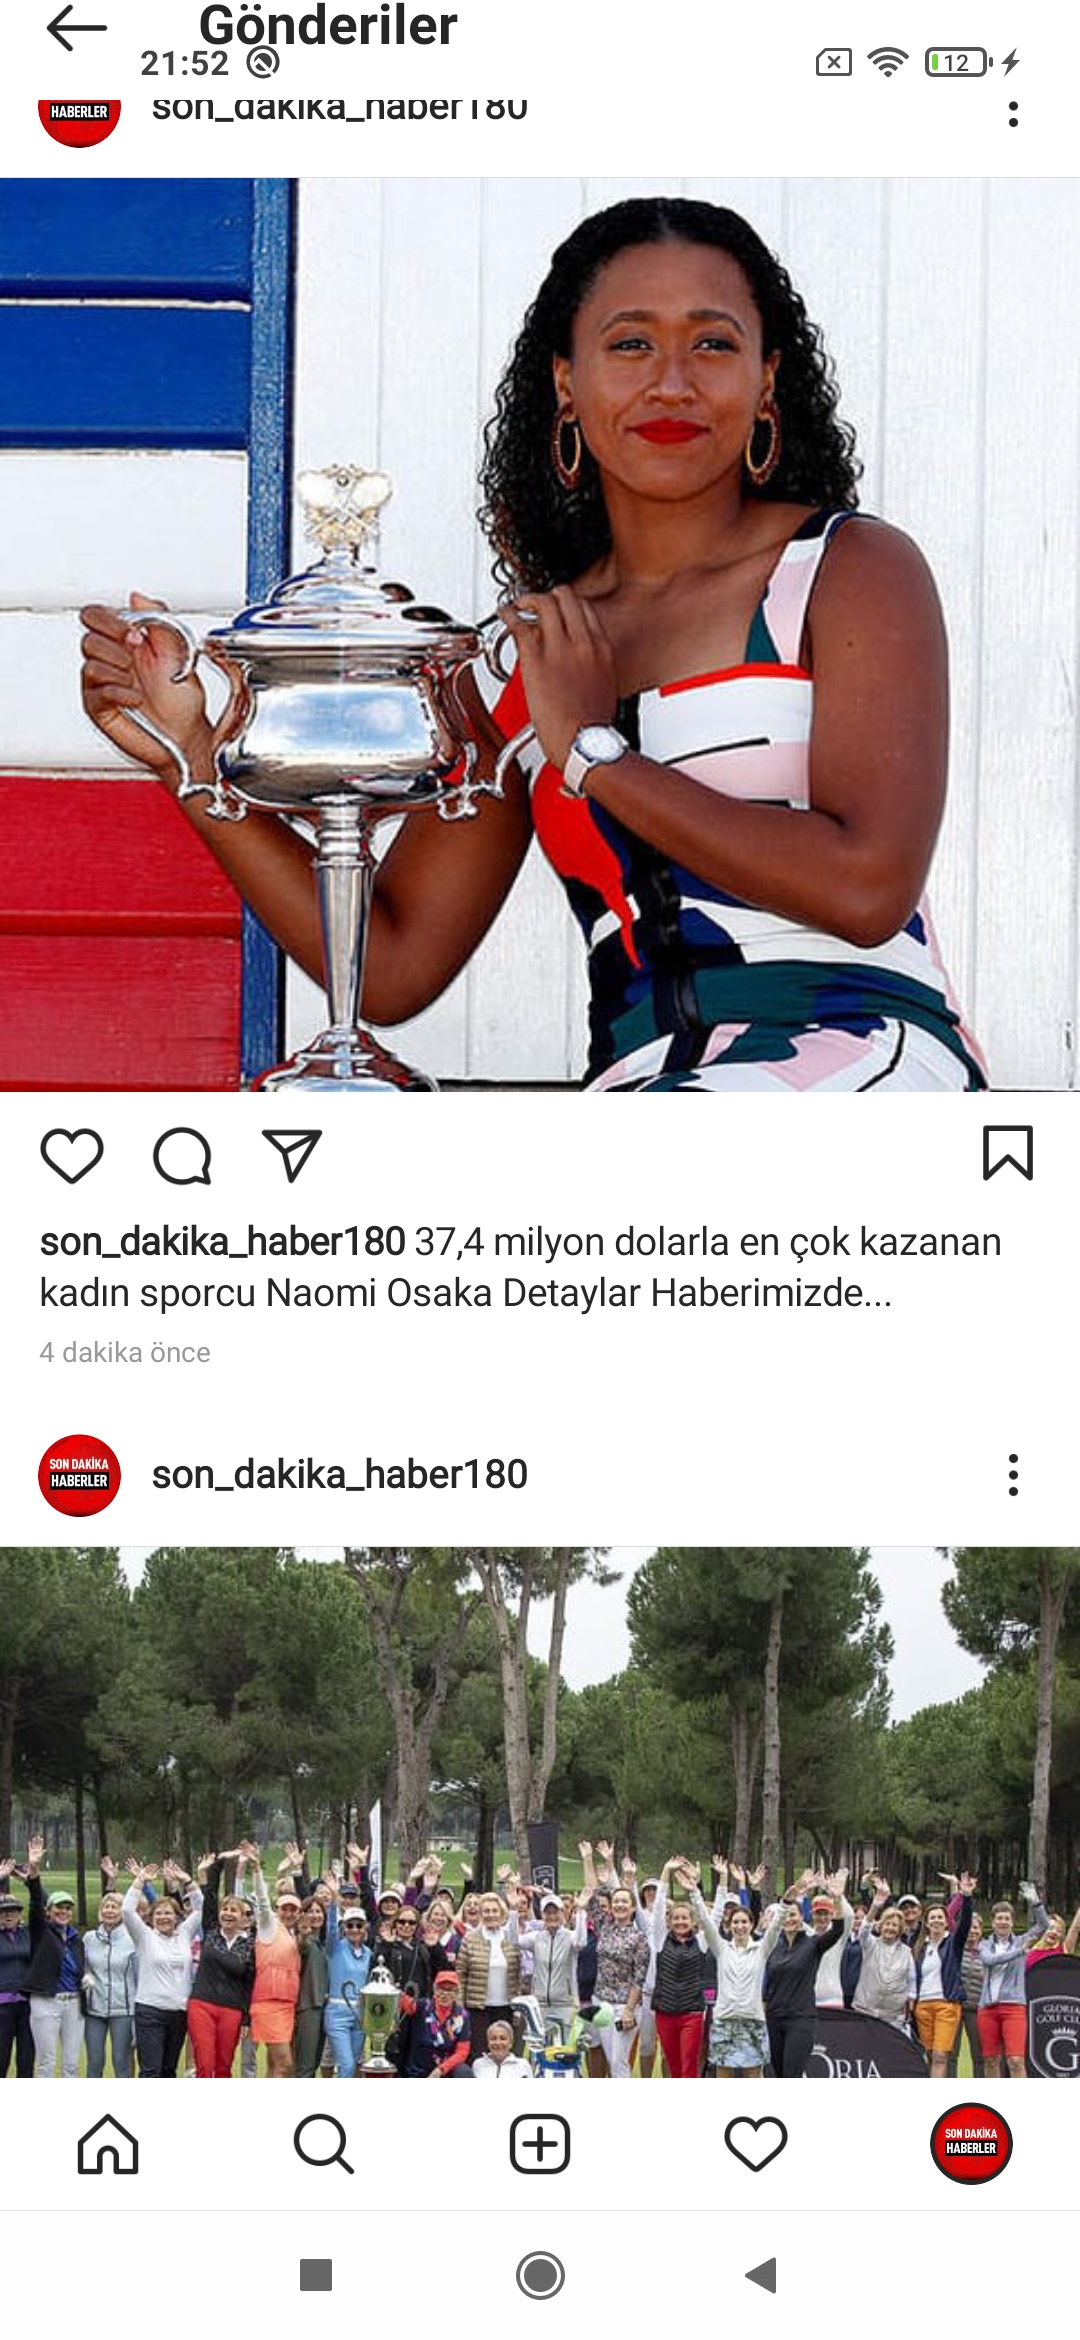 Gönderiler
21:52
12
HABERLER
son_dakika_haber180
son_dakika_haber180 37,4 milyon dolarla en çok kazanan
kadın sporcu Naomi Osaka Detaylar Haberimizde...
4 dakika önce
SON DAKİKA
HABERLER
son_dakika_haber180
GLORIA
GOLF CLU
G
ORIA
SON DAKİKA
HABERLER